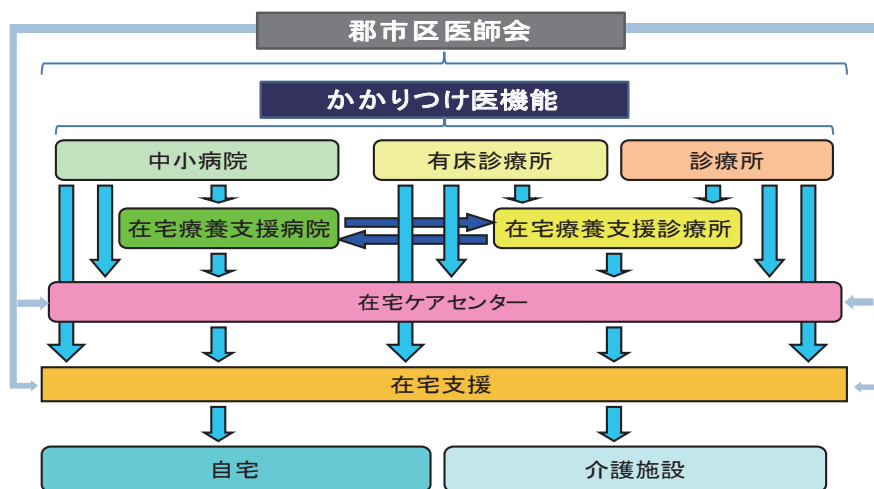 郡市区医師会
かかりつけ医機能
中小病院
有床診療所
診療所
在宅療養支援病院
在宅療養支援診療所
在宅ケアセンター
在宅支援
自宅
介護施設